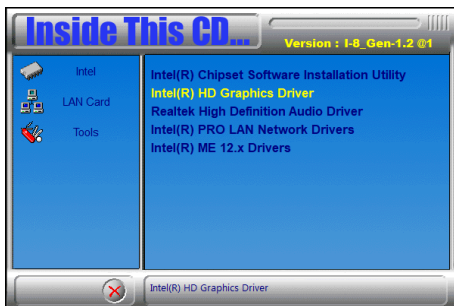 Inside This CD...
Version : I-8_Gen-1.2 @1
Intel
LAN Card
Tools
Intel(R) Chipset Software Installation Utility
Intel(R) HD Graphics Driver
Realtek High Definition Audio Driver
Intel(R) PRO LAN Network Drivers
Intel(R) ME 12.x Drivers
Intel(R) HD Graphics Driver